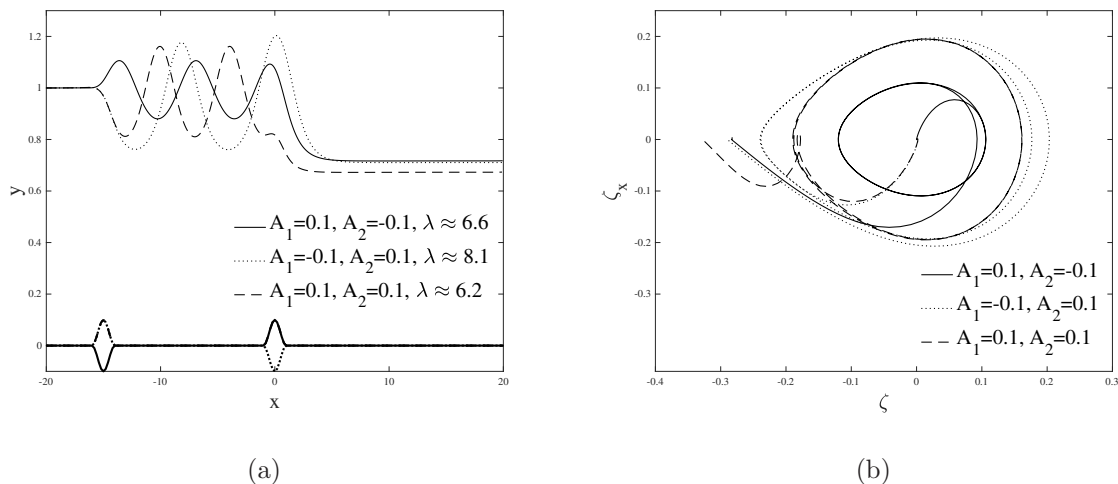 1.2
1
0.8
0.6
0.4
0.2
0
y
A₁=0.1, A₂=-0.1, λ ≈ 6.6
A₁=-0.1, A₂=0.1, λ ≈ 8.1
A₁=0.1, A₂=0.1, λ ≈ 6.2
-20 -10 0 10 20
x
(a)
0.3
0.2
0.1
0
-0.1
-0.2
-0.3
ζₓ
A₁=0.1, A₂=-0.1
A₁=-0.1, A₂=0.1
A₁=0.1, A₂=0.1
-0.4 -0.3 -0.2 -0.1 0 0.1 0.2 0.3
ζ
(b)